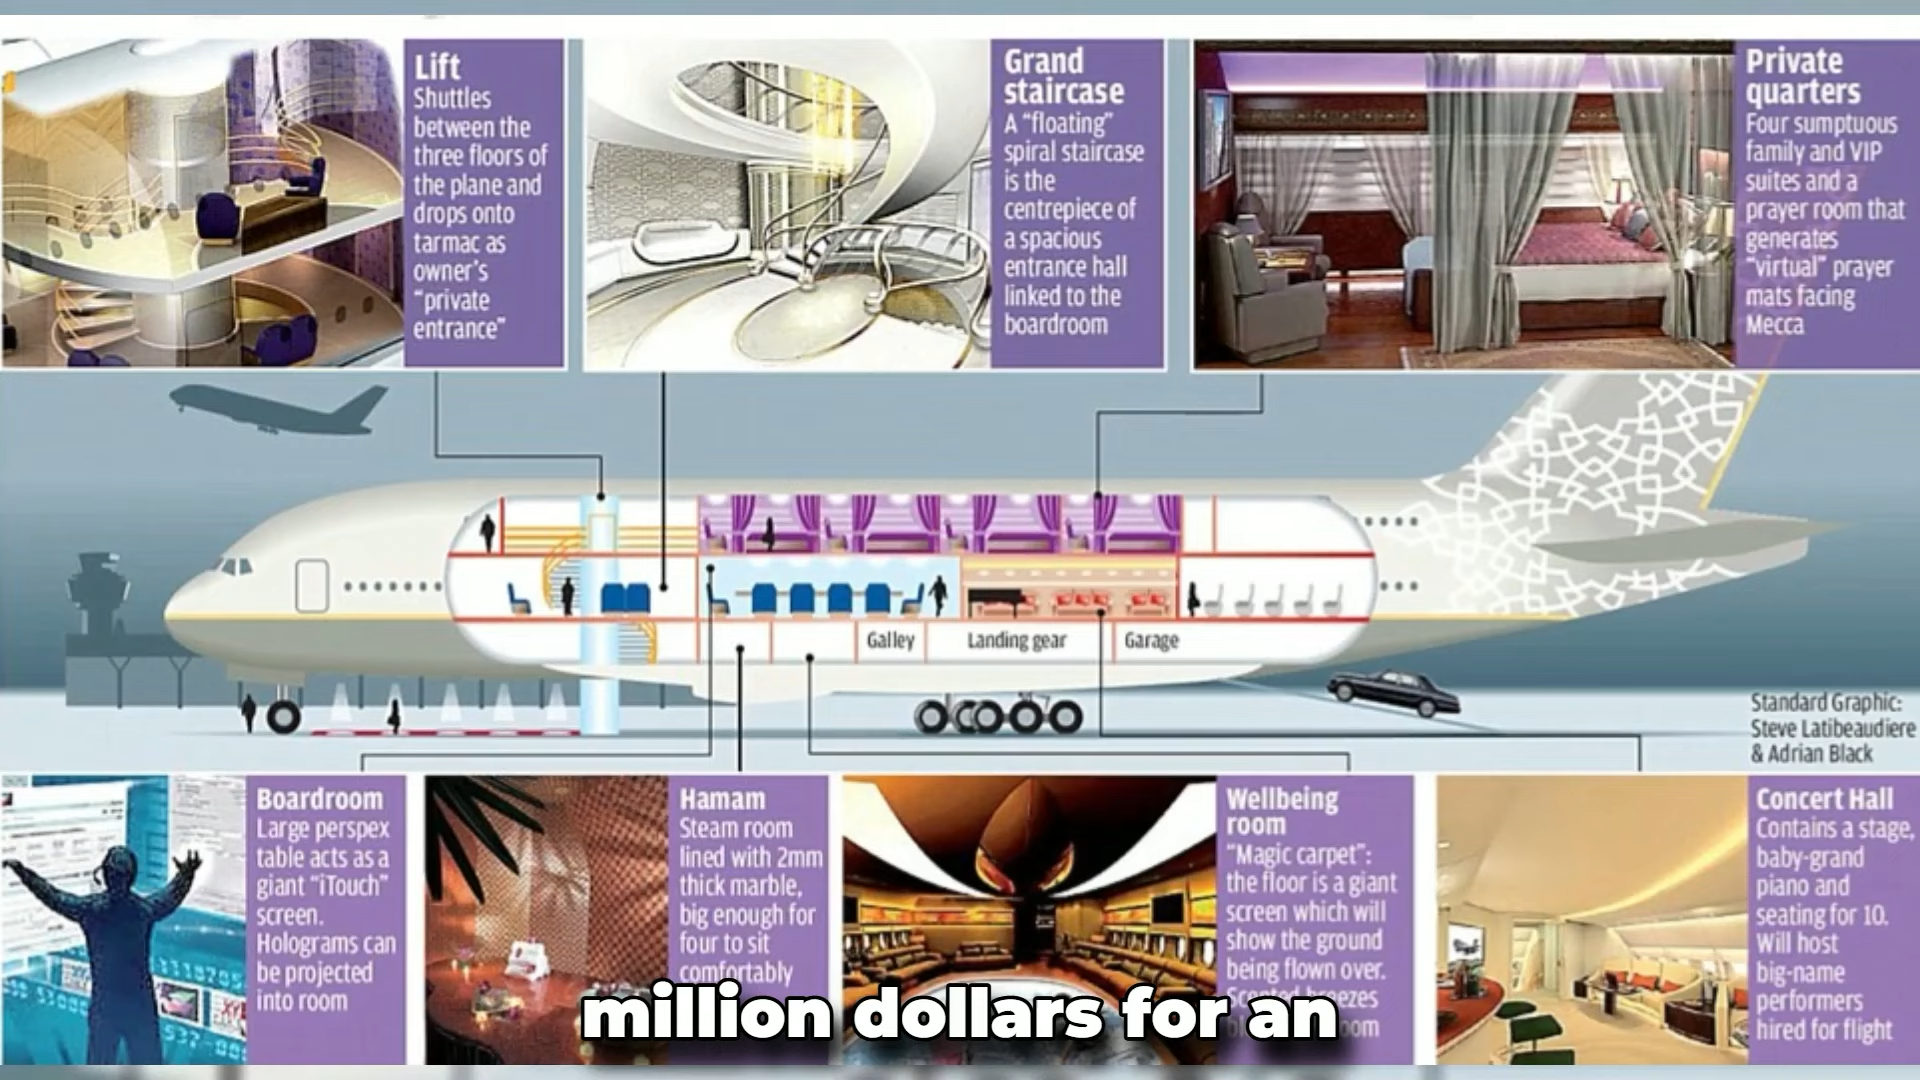 Lift
Shuttles
between the
three floors of
the plane and
drops onto
tarmac as
owner's
"private
entrance"
Grand
staircase
A "floating"
spiral staircase
is the
centrepiece of
a spacious
entrance hall
linked to the
boardroom
Private
quarters
Four sumptuous
family and VIP
suites and a
prayer room that
generates
"virtual" prayer
mats facing
Mecca
Galley
Landing gear
Garage
Standard Graphic:
Steve Latibeaudiere
& Adrian Black
Boardroom
Large perspex
table acts as a
giant "iTouch"
screen.
Holograms can
be projected
into room
Hamam
Steam room
lined with 2mm
thick marble,
big enough for
four to sit
comfortably
Wellbeing
room
"Magic carpet":
the floor is a giant
screen which will
show the ground
being flown over.
Scented breezes
room
Concert Hall
Contains a stage,
baby-grand
piano and
seating for 10.
Will host
big-name
performers
hired for flight
million dollars for an